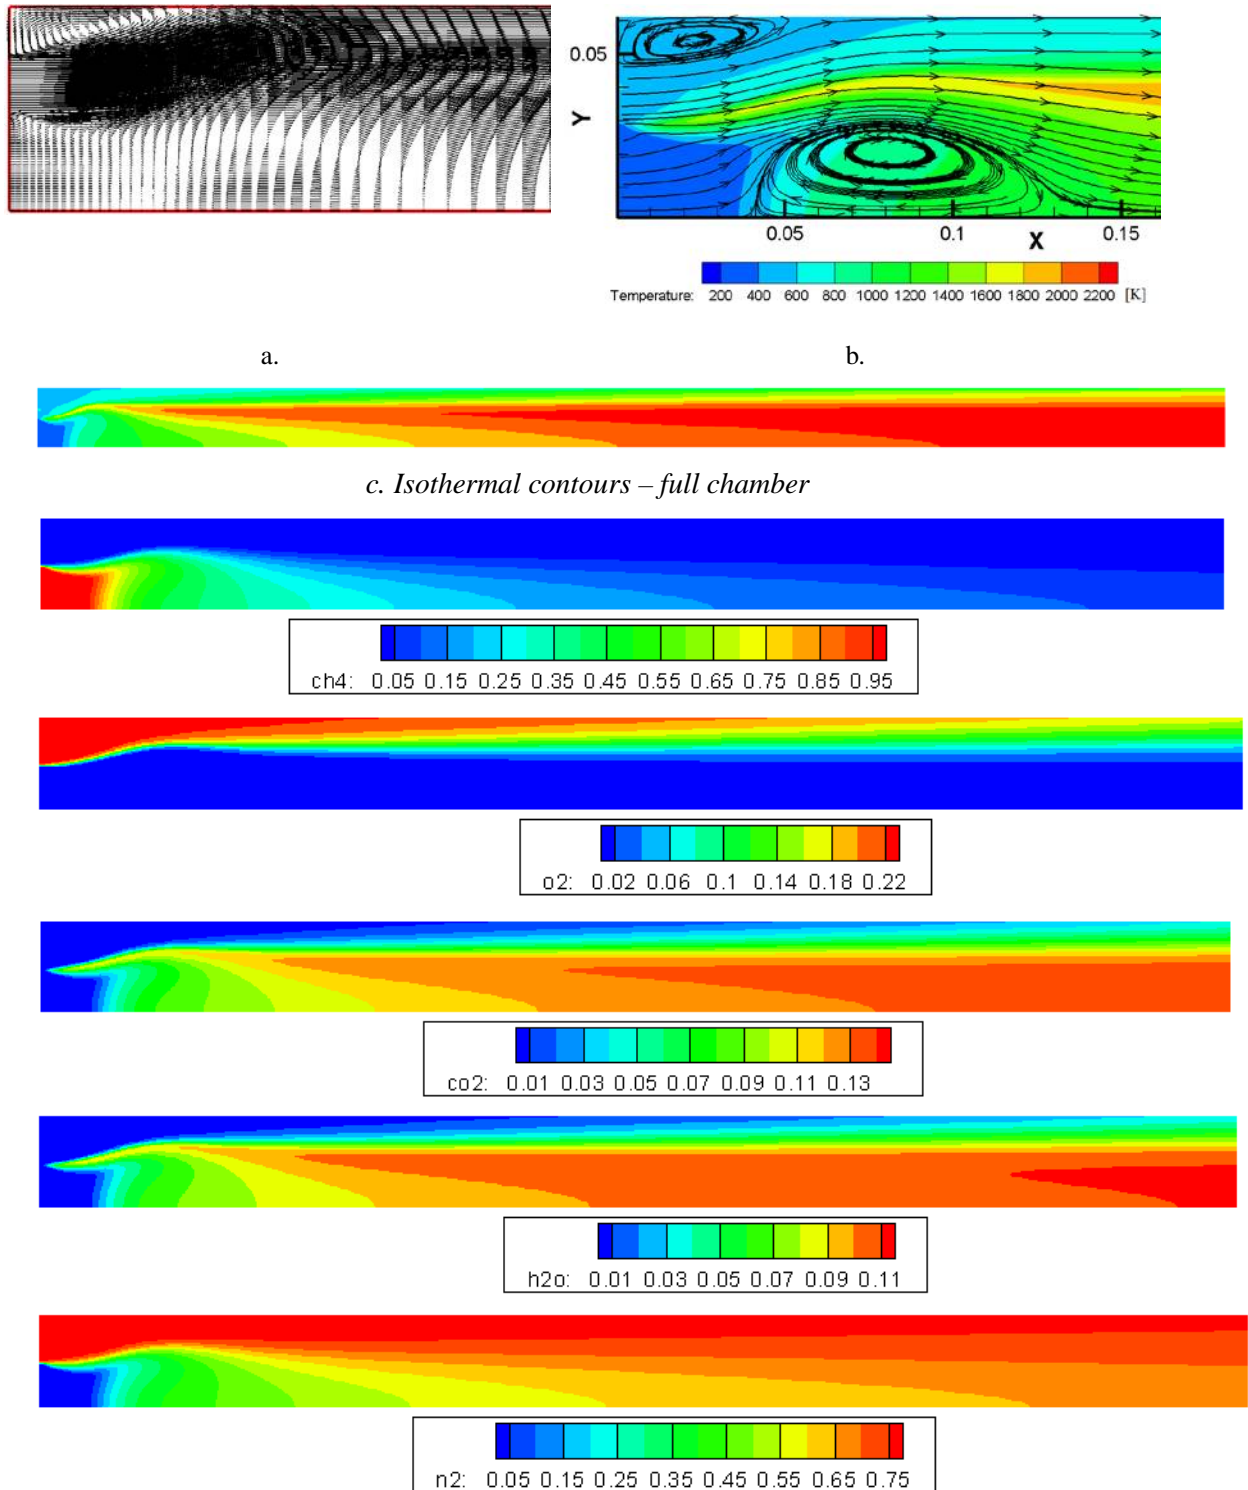 0.05
Y
0.05 0.1 X 0.15
Temperature: 200 400 600 800 1000 1200 1400 1600 1800 2000 2200 [K]
a. b.
c. Isothermal contours – full chamber
ch4: 0.05 0.15 0.25 0.35 0.45 0.55 0.65 0.75 0.85 0.95
o2: 0.02 0.06 0.1 0.14 0.18 0.22
co2: 0.01 0.03 0.05 0.07 0.09 0.11 0.13
h2o: 0.01 0.03 0.05 0.07 0.09 0.11
n2: 0.05 0.15 0.25 0.35 0.45 0.55 0.65 0.75